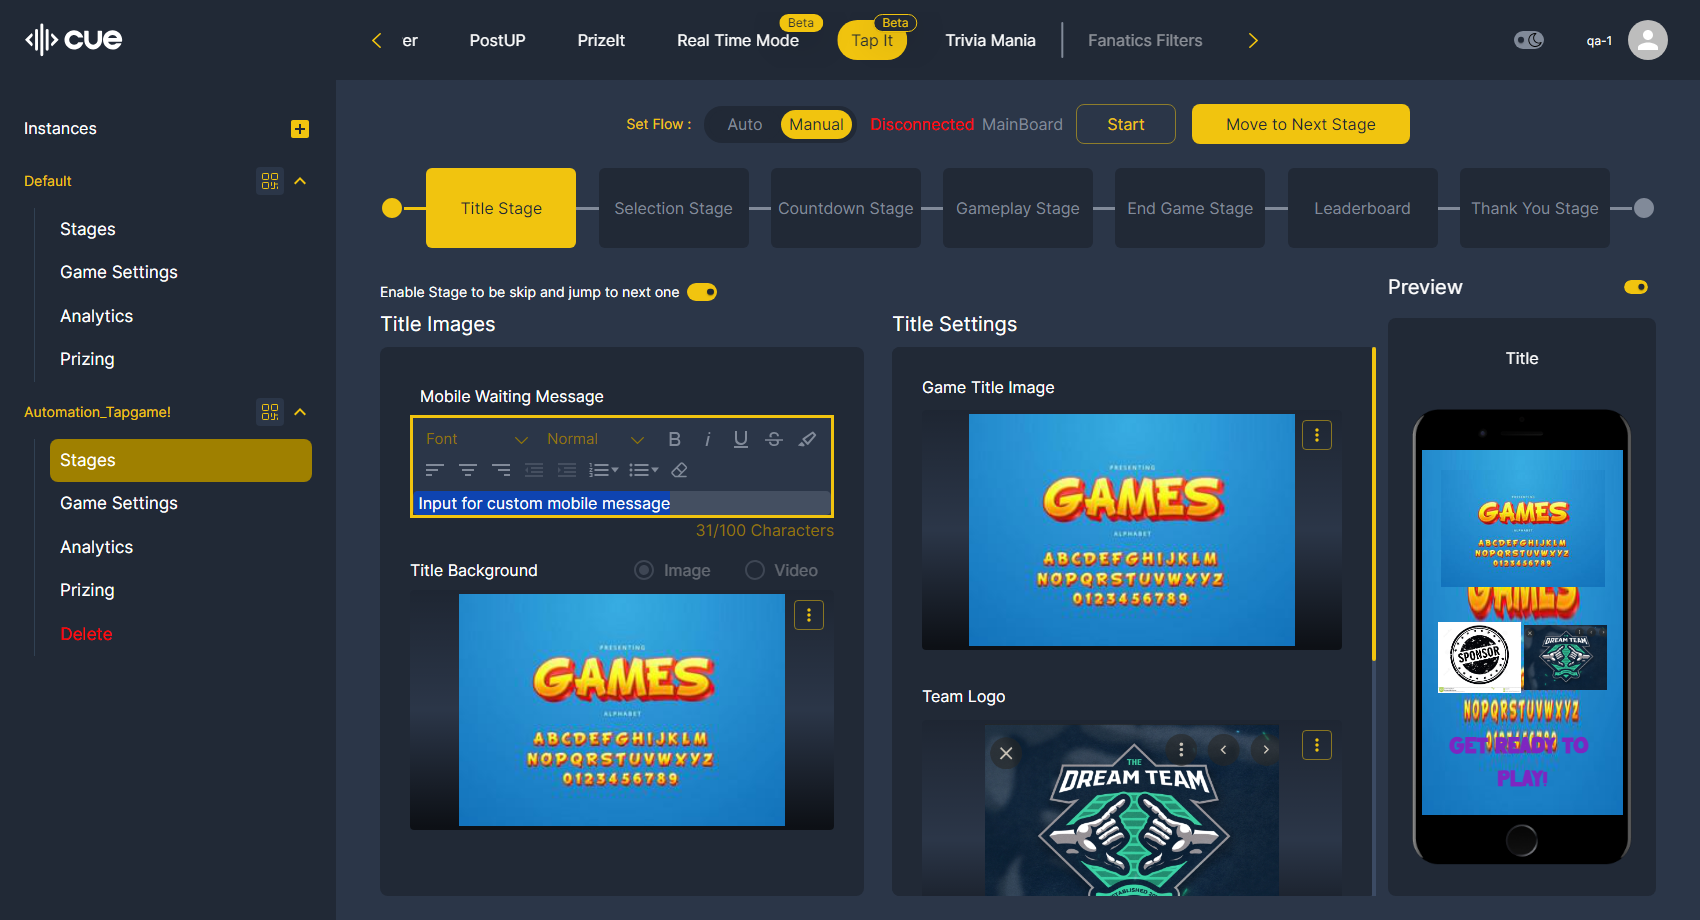 cue
er
PostUP
PrizeIt
Real Time Mode
Beta
Tap It
Beta
Trivia Mania
Fanatics Filters
qa-1
Instances
Default
Stages
Game Settings
Analytics
Prizing
Automation_Tapgame!
Stages
Game Settings
Analytics
Prizing
Delete
Set Flow :
Auto
Manual
Disconnected MainBoard
Start
Move to Next Stage
Title Stage
Selection Stage
Countdown Stage
Gameplay Stage
End Game Stage
Leaderboard
Thank You Stage
Enable Stage to be skip and jump to next one
Title Images
Mobile Waiting Message
Font
Normal
B i U S
Input for custom mobile message
31/100 Characters
Title Background
Image
Video
PRESENTING
GAMES
ALPHABET
ABCDEFGHIJKLM
NOPQRSTUVWXYZ
0123456789
Title Settings
Game Title Image
PRESENTING
GAMES
ALPHABET
ABCDEFGHIJKLM
NOPQRSTUVWXYZ
0123456789
Team Logo
THE
DREAM TEAM
Preview
Title
GAMES
ABCDEFGHIJKLM
NOPQRSTUVWXYZ
0123456789
GAMES
SPONSOR
DREAM TEAM
NOPQRSTUVWXYZ
GET READY TO
PLAY!